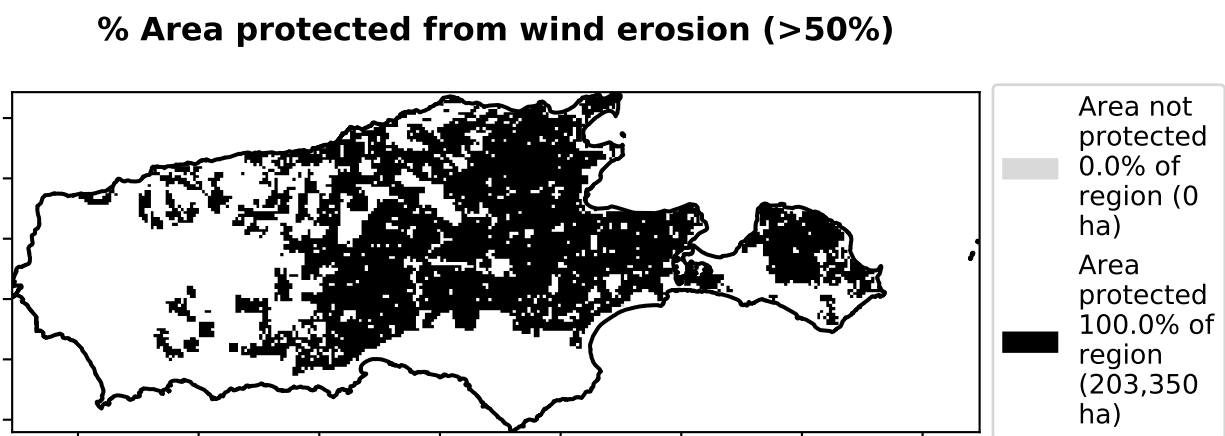 % Area protected from wind erosion (>50%)
Area not
protected
0.0% of
region (0
ha)
Area
protected
100.0% of
region
(203,350
ha)